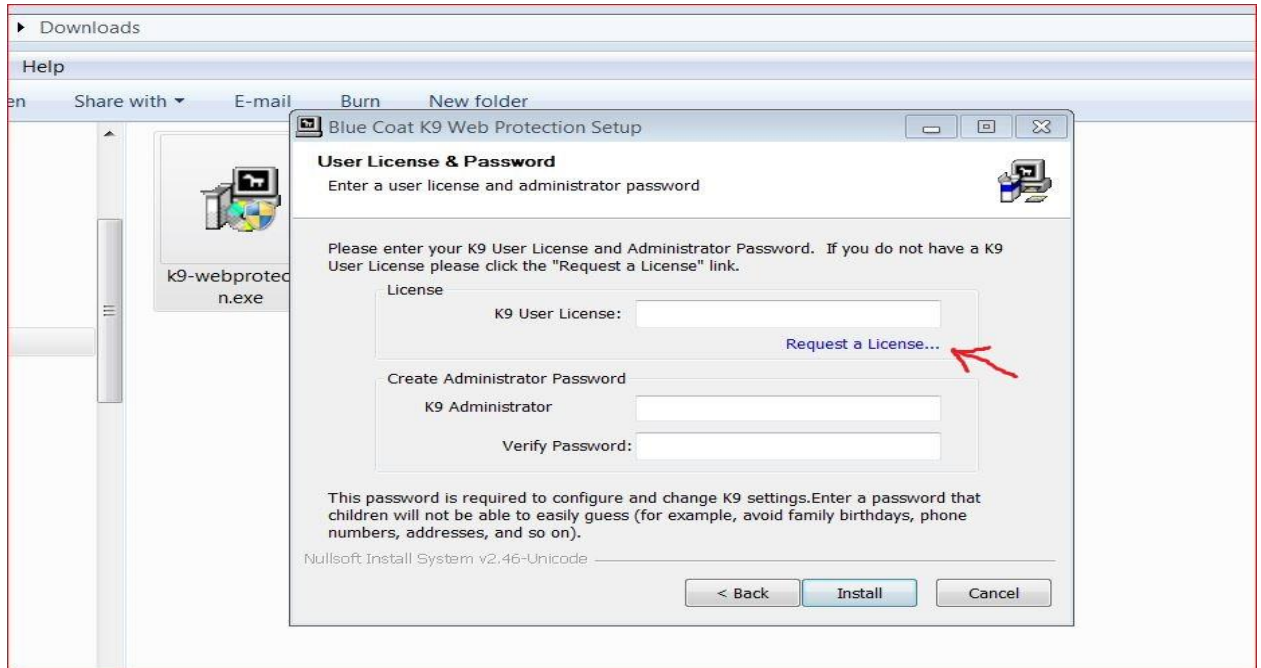 Downloads
Help
en Share with E-mail Burn New folder
Blue Coat K9 Web Protection Setup
User License & Password
Enter a user license and administrator password
Please enter your K9 User License and Administrator Password. If you do not have a K9
User License please click the "Request a License" link.
k9-webprotec
n.exe
License
K9 User License:
Request a License...
Create Administrator Password
K9 Administrator
Verify Password:
This password is required to configure and change K9 settings.Enter a password that
children will not be able to easily guess (for example, avoid family birthdays, phone
numbers, addresses, and so on).
Nullsoft Install System v2.46-Unicode
< Back Install Cancel